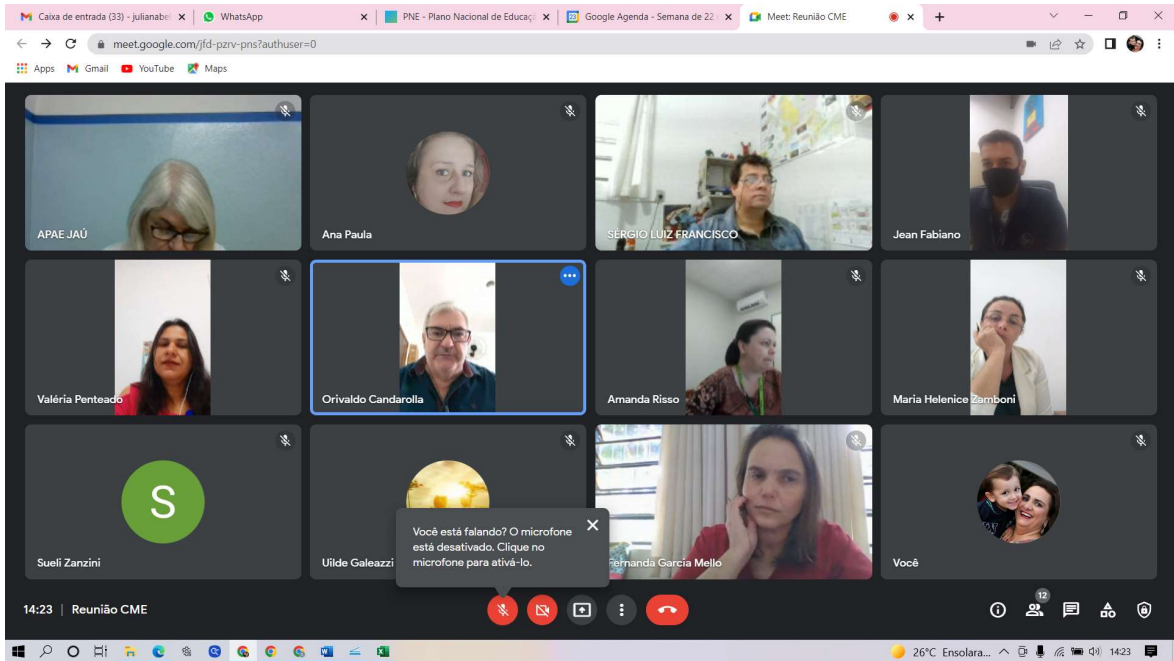 Caixa de entrada (33) - julianabel
WhatsApp
PNE - Plano Nacional de Educaçã
Google Agenda - Semana de 22
Meet: Reunião CME
meet.google.com/jfd-pzrv-pns?authuser=0
Apps
Gmail
YouTube
Maps
APAE JAÚ
Ana Paula
SÉRGIO LUIZ FRANCISCO
Jean Fabiano
Valéria Penteado
Orivaldo Candarolla
Amanda Risso
Maria Helenice Zamboni
S
Sueli Zanzini
Uilde Galeazzi
Você está falando? O microfone
está desativado. Clique no
microfone para ativá-lo.
Fernanda Garcia Mello
Você
14:23 | Reunião CME
12
26°C Ensolara...
14:23